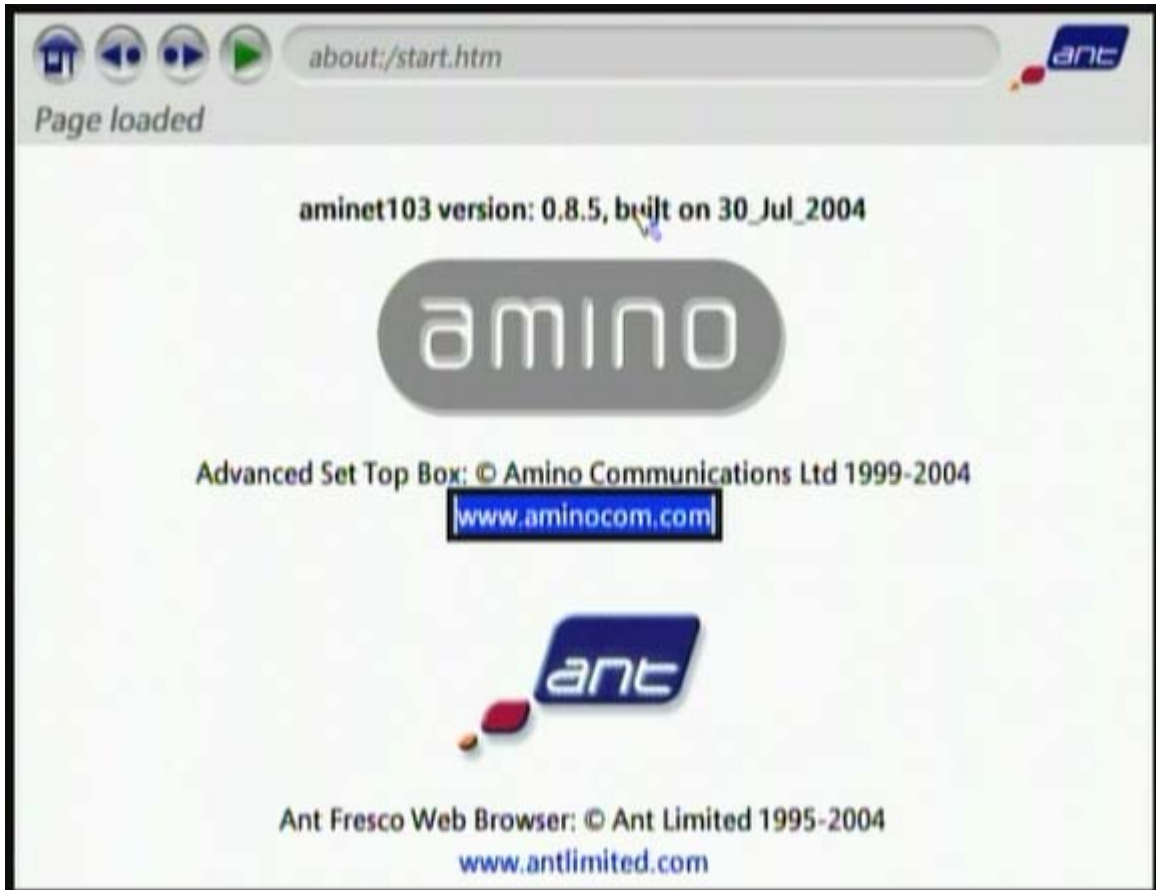 about:/start.htm
ant
Page loaded
aminet103 version: 0.8.5, built on 30_Jul_2004
amino
Advanced Set Top Box: © Amino Communications Ltd 1999-2004
www.aminocom.com
ant
Ant Fresco Web Browser: © Ant Limited 1995-2004
www.antlimited.com